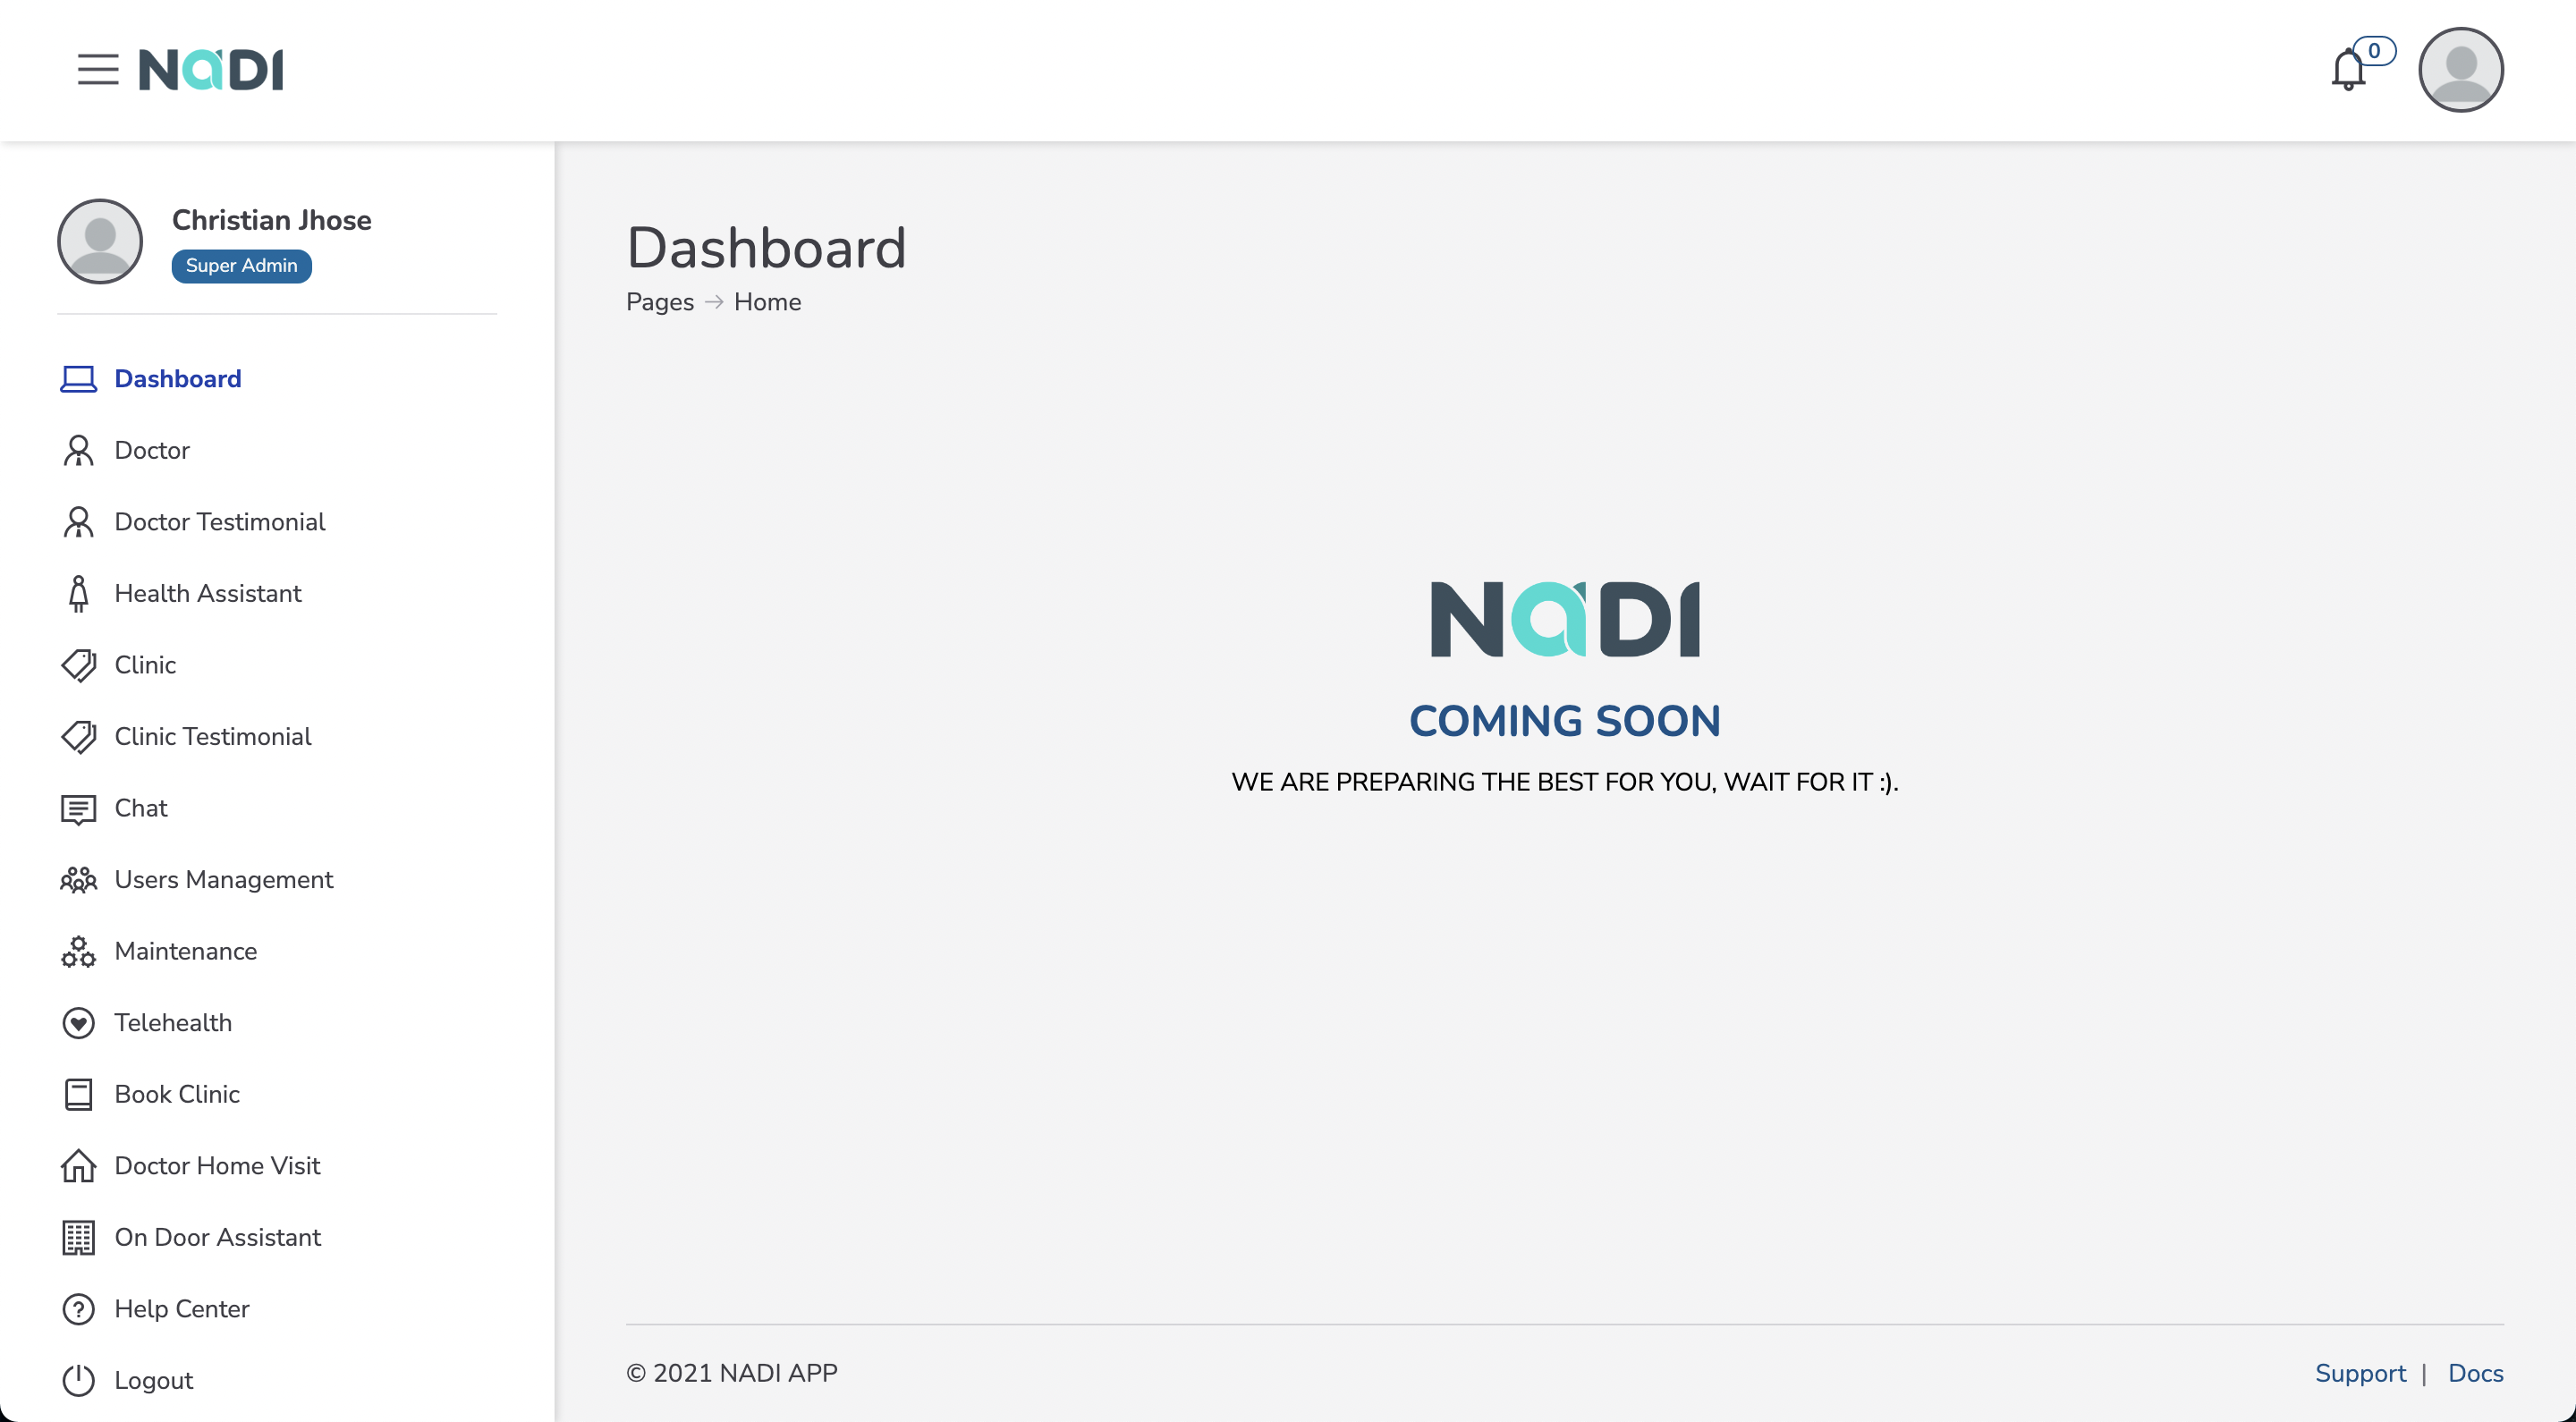 NaDI
0
Christian Jhose
Super Admin
Dashboard
Doctor
Doctor Testimonial
Health Assistant
Clinic
Clinic Testimonial
Chat
Users Management
Maintenance
Telehealth
Book Clinic
Doctor Home Visit
On Door Assistant
Help Center
Logout
Dashboard
Pages → Home
NaDI
COMING SOON
WE ARE PREPARING THE BEST FOR YOU, WAIT FOR IT :).
© 2021 NADI APP
Support | Docs